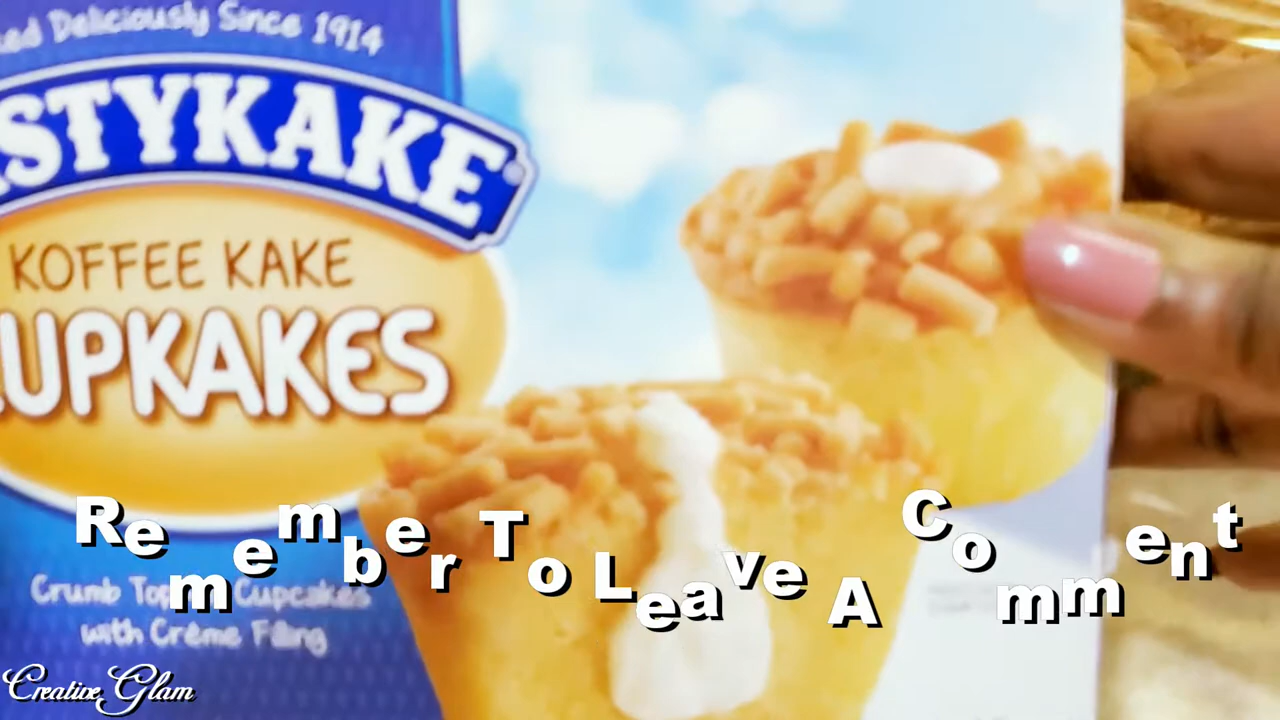 ed Deliciously Since 1914
STYKAKE®
KOFFEE KAKE
UPKAKES
Remember To Leave A Comment
Crumb Top Cupcakes
with Crème Filling
Creative Glam